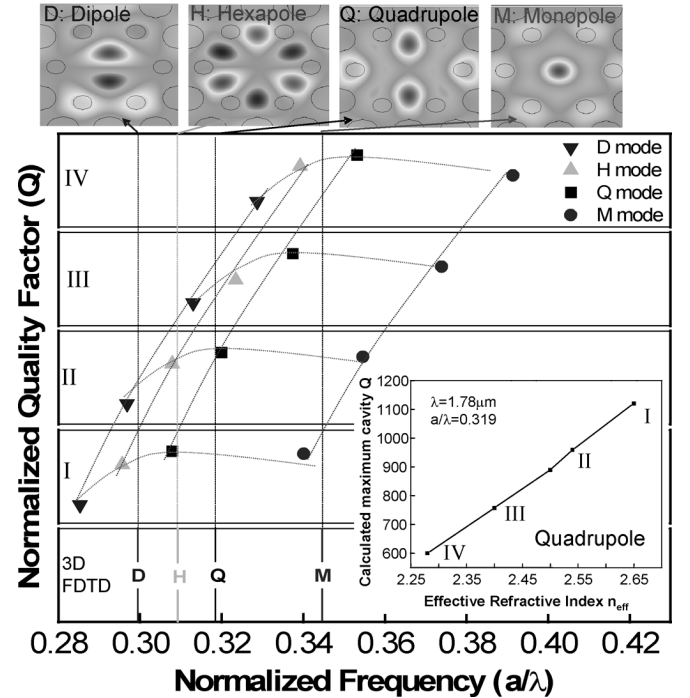 D: Dipole H: Hexapole Q: Quadrupole M: Monopole
Normalized Quality Factor (Q)
IV
III
II
I
D mode
H mode
Q mode
M mode
3D
FDTD
D H Q M
0.28 0.30 0.32 0.34 0.36 0.38 0.40 0.42
Normalized Frequency (a/λ)
Calculated maximum cavity Q
1200
1100
1000
900
800
700
600
λ=1.78μm
a/λ=0.319
I
II
III
IV
Quadrupole
2.25 2.35 2.45 2.55 2.65
Effective Refractive Index neff